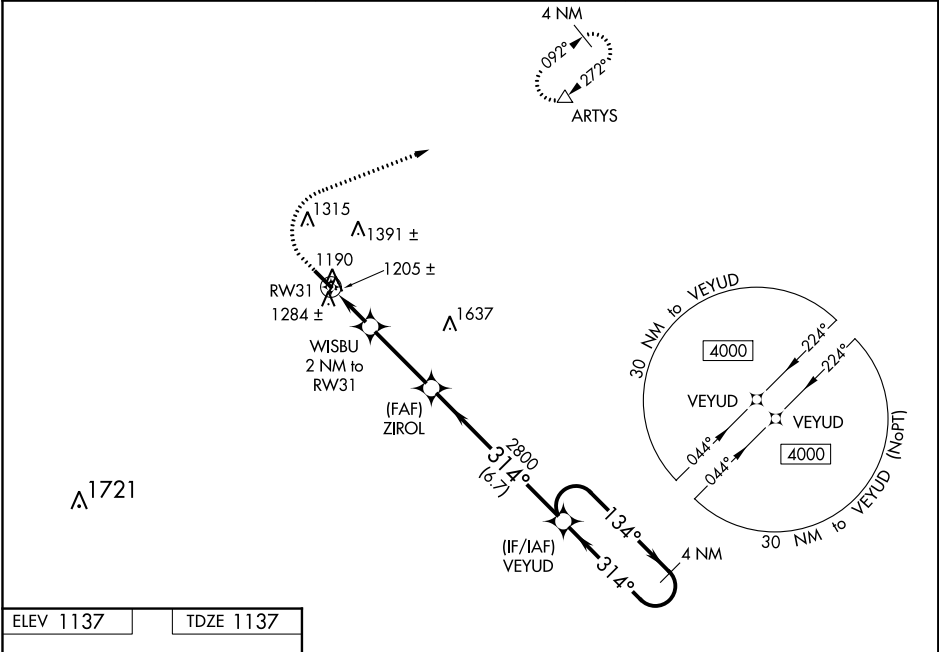 4 NM
092°
272°
ARTYS
1315
1391 ±
1190
1205 ±
RW31
1284 ±
1637
WISBU
2 NM to
RW31
(FAF)
ZIROL
2800
314°
(6.7)
1721
(IF/IAF)
VEYUD
134°
314°
4 NM
30 NM to VEYUD
4000
224°
224°
VEYUD
VEYUD
044°
044°
4000
30 NM to VEYUD (NoPT)
ELEV 1137
TDZE 1137